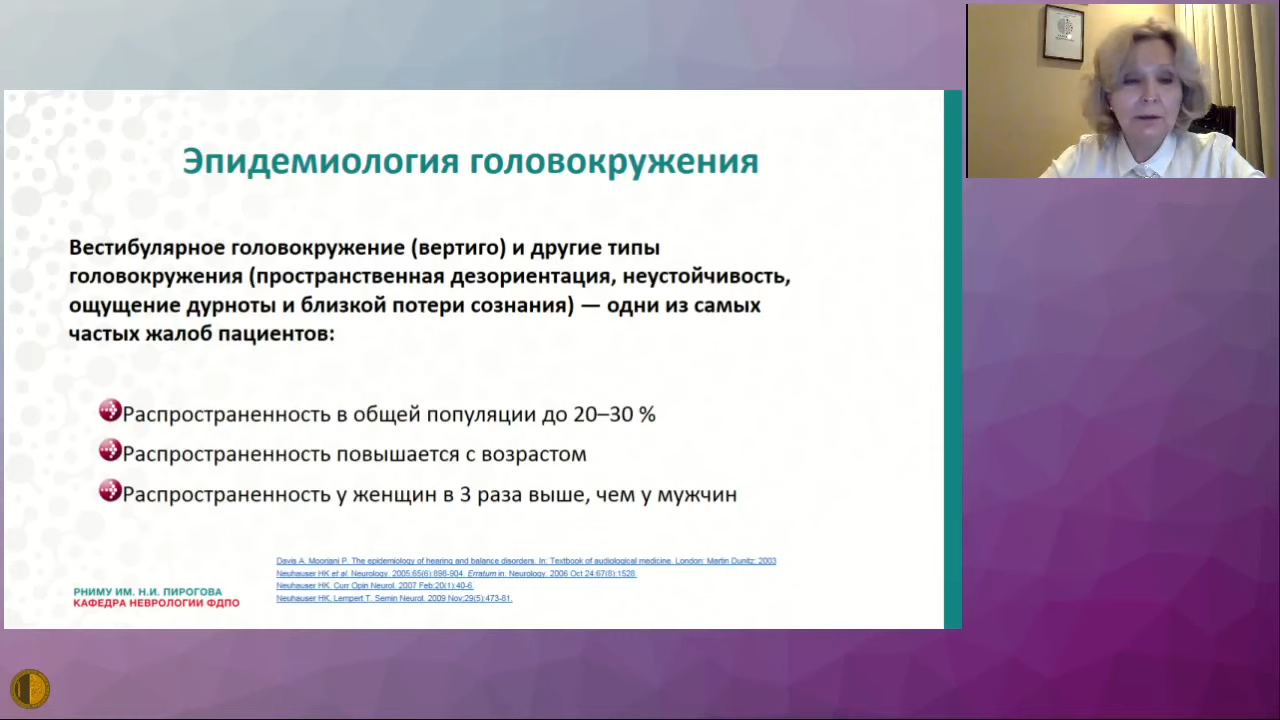 Эпидемиология головокружения
Вестибулярное головокружение (вертиго) и другие типы
головокружения (пространственная дезориентация, неустойчивость,
ощущение дурноты и близкой потери сознания) — одни из самых
частых жалоб пациентов:
Распространенность в общей популяции до 20–30 %
Распространенность повышается с возрастом
Распространенность у женщин в 3 раза выше, чем у мужчин
Davis A. Moorjani P. The epidemiology of hearing and balance disorders. In: Textbook of audiological medicine. London: Martin Dunitz; 2003
Neuhauser HK et al. Neurology. 2005;65(6):898-904. Erratum in: Neurology. 2006 Oct 24;67(8):1528.
Neuhauser HK. Curr Opin Neurol. 2007 Feb;20(1):40-6.
Neuhauser HK, Lempert T. Semin Neurol. 2009 Nov;29(5):473-81.
РНИМУ ИМ. Н.И. ПИРОГОВА
КАФЕДРА НЕВРОЛОГИИ ФДПО